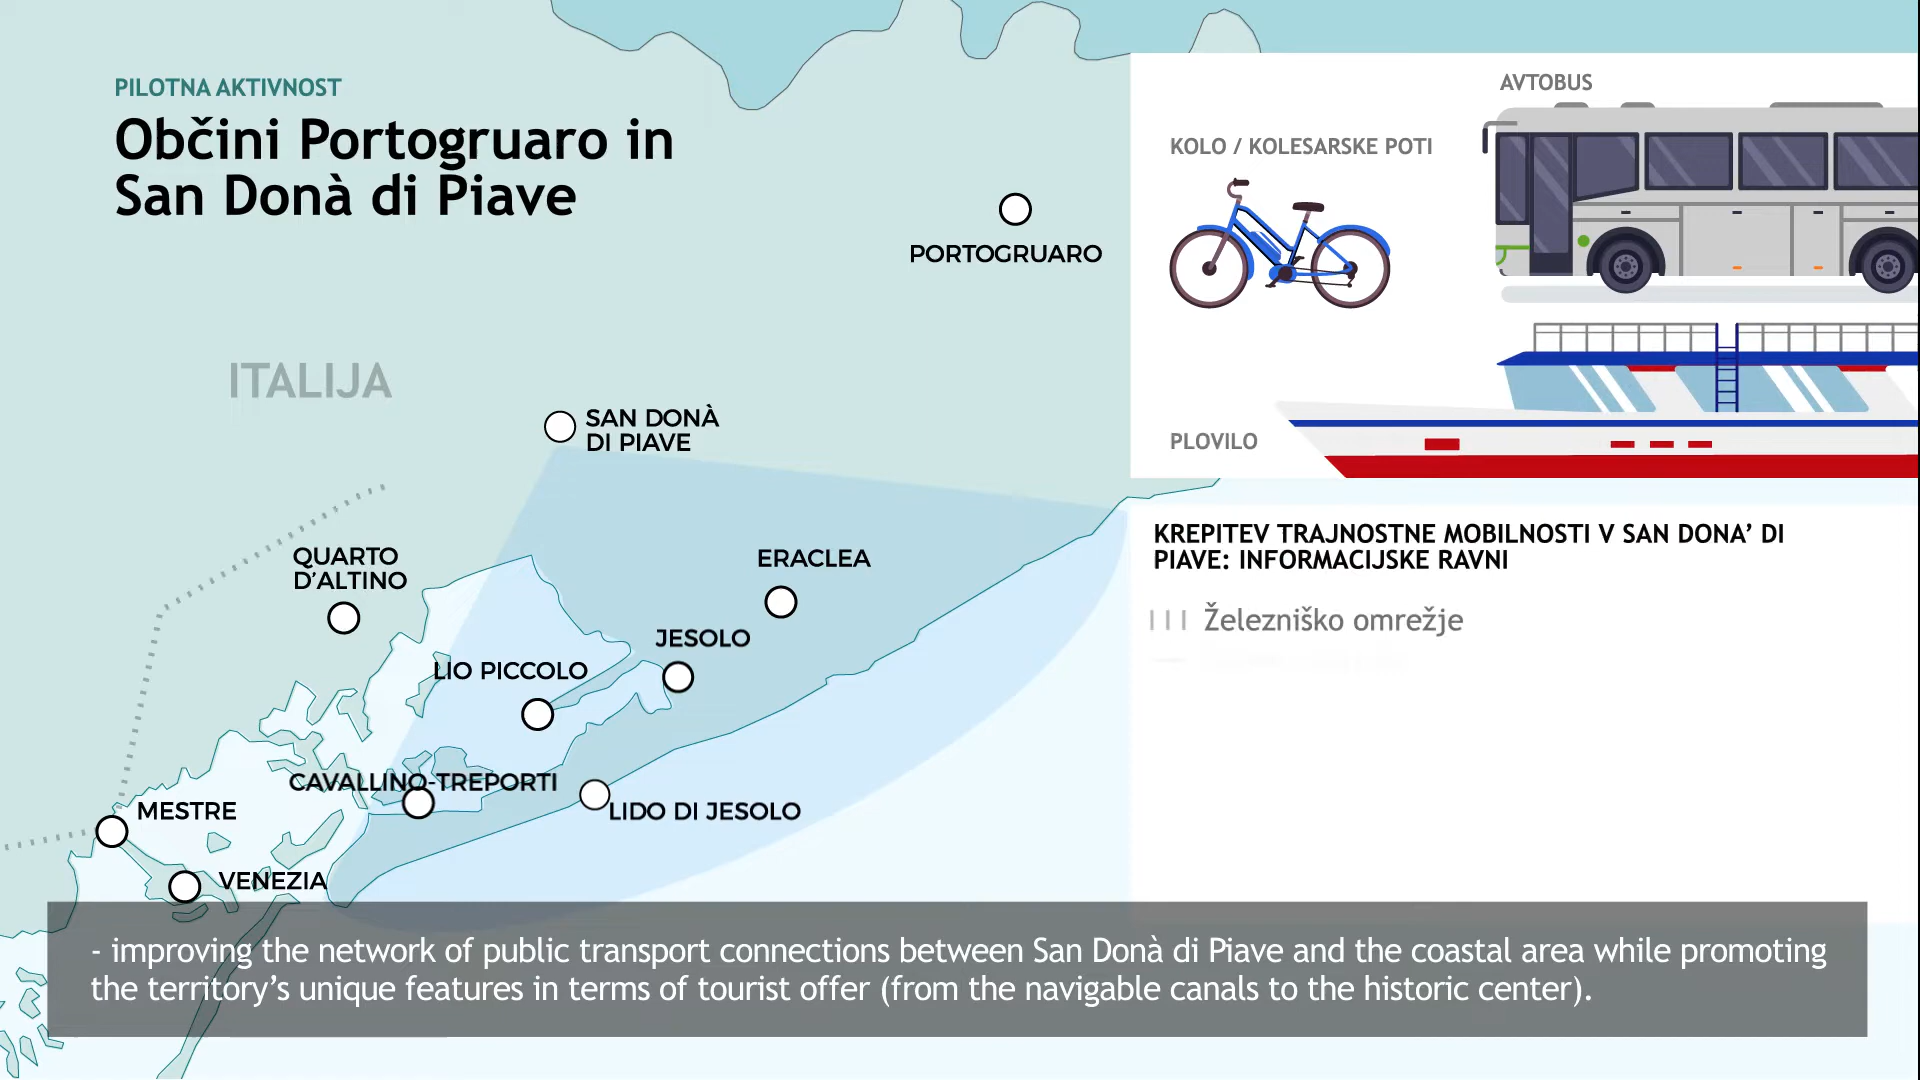 PILOTNA AKTIVNOST
Občini Portogruaro in
San Donà di Piave
AVTOBUS
KOLO / KOLESARSKE POTI
PORTOGRUARO
ITALIJA
SAN DONÀ
DI PIAVE
PLOVILO
QUARTO
D'ALTINO
ERACLEA
JESOLO
LIO PICCOLO
CAVALLINO-TREPORTI
LIDO DI JESOLO
MESTRE
VENEZIA
KREPITEV TRAJNOSTNE MOBILNOSTI V SAN DONA’ DI
PIAVE: INFORMACIJSKE RAVNI
Železniško omrežje
- improving the network of public transport connections between San Donà di Piave and the coastal area while promoting
the territory’s unique features in terms of tourist offer (from the navigable canals to the historic center).